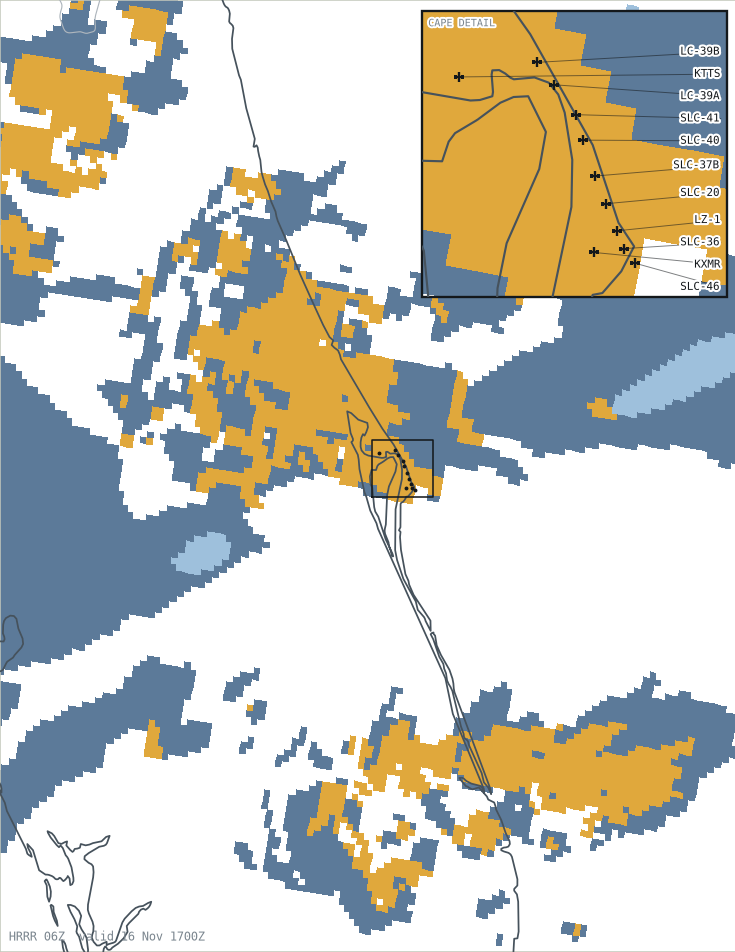 CAPE DETAIL
LC-39B
KTTS
LC-39A
SLC-41
SLC-40
SLC-37B
SLC-20
LZ-1
SLC-36
KXMR
SLC-46
HRRR 06Z valid 16 Nov 1700Z